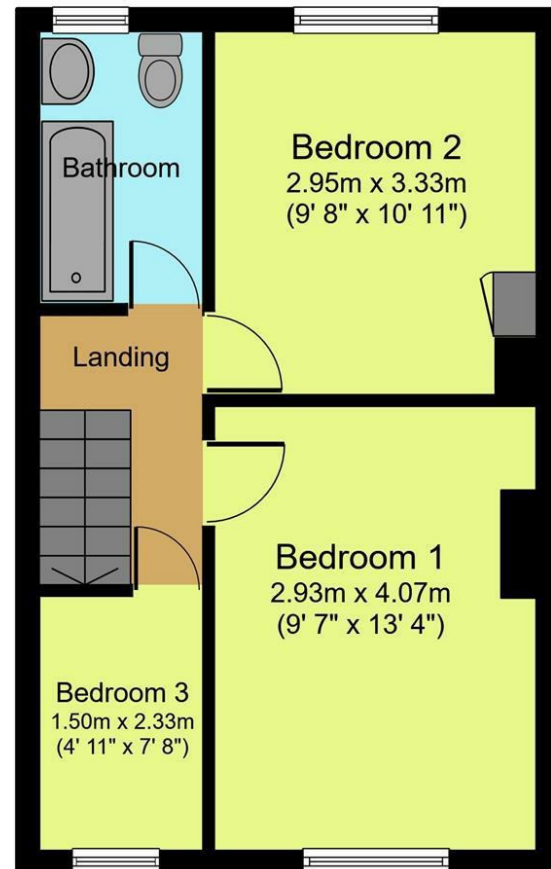 Bathroom
Bedroom 2
2.95m x 3.33m
(9' 8" x 10' 11")
Landing
Bedroom 1
2.93m x 4.07m
(9' 7" x 13' 4")
Bedroom 3
1.50m x 2.33m
(4' 11" x 7' 8")